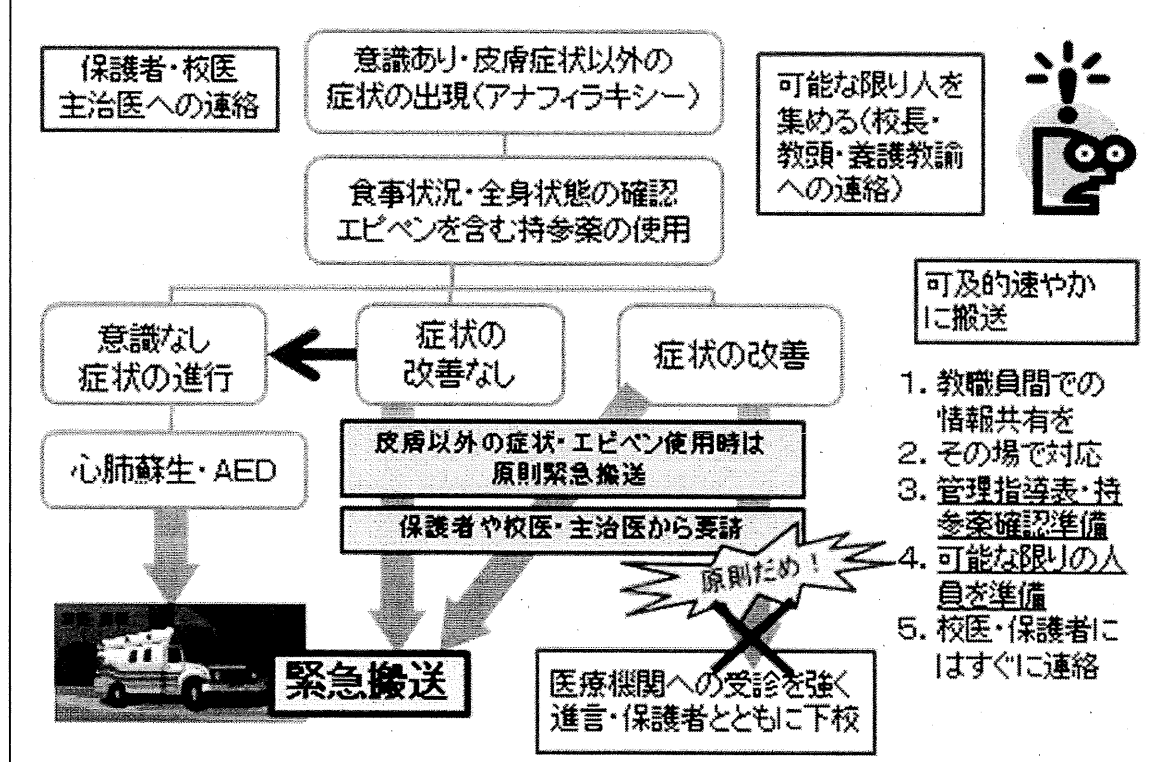 保護者・校医
主治医への連絡
意識あり・皮膚症状以外の
症状の出現(アナフィラキシー)
可能な限り人を
集める(校長・
教頭・養護教諭
への連絡)
食事状況・全身状態の確認
エピペンを含む持参薬の使用
可及的速やか
に搬送
意識なし
症状の進行
症状の
改善なし
症状の改善
皮膚以外の症状・エピペン使用時は
原則緊急搬送
心肺蘇生・AED
保護者や校医・主治医から要請
原則だめ！
緊急搬送
医療機関への受診を強く
進言・保護者とともに下校
1. 教職員間での
情報共有を
2. その場で対応
3. 管理指導表・持
参薬確認準備
4. 可能な限りの人
員を準備
5. 校医・保護者に
はすぐに連絡